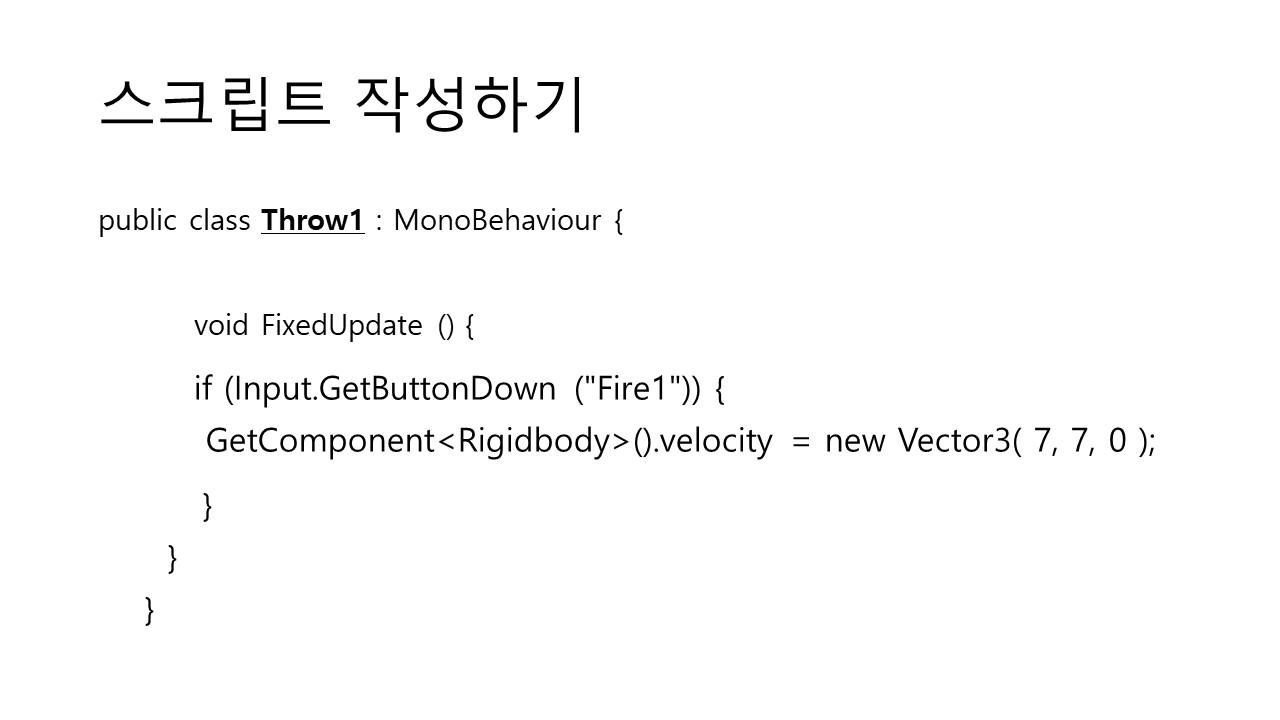 스크립트 작성하기
public class Throw1 : MonoBehaviour {
void FixedUpdate () {
if (Input.GetButtonDown ("Fire1")) {
GetComponent<Rigidbody>().velocity = new Vector3( 7, 7, 0 );
}
}
}